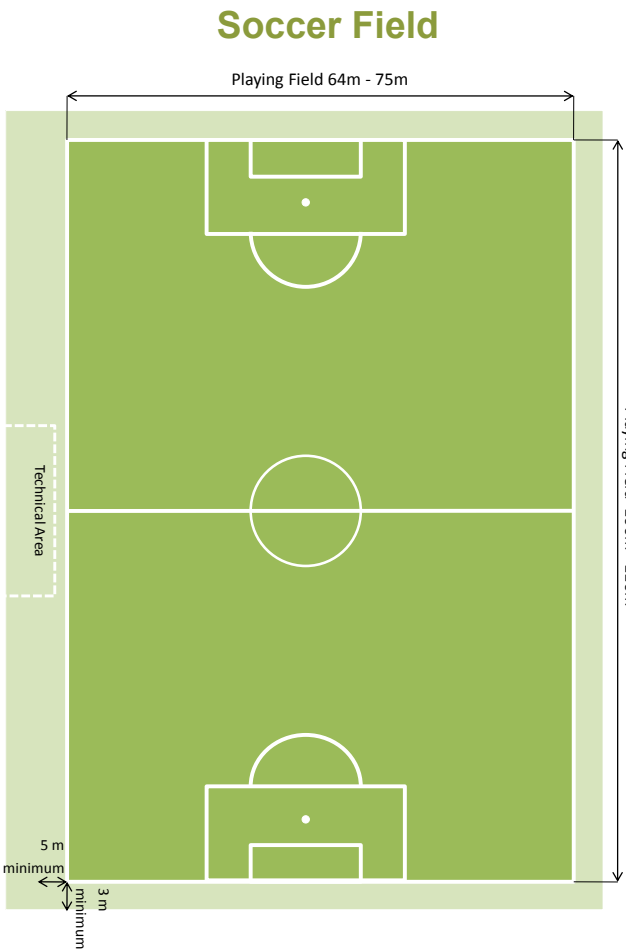 Soccer Field
Playing Field 64m - 75m
Technical Area
5 m
minimum
3 m
minimum